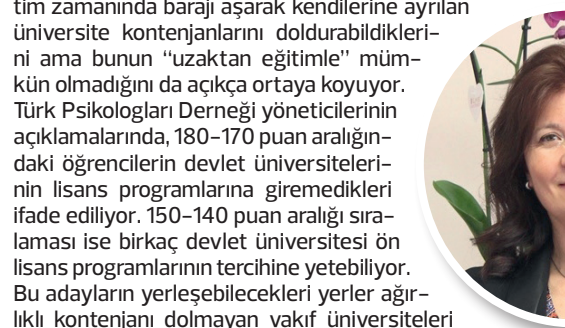 tim zamanında barajı aşarak kendilerine ayrılan
üniversite kontenjanlarını doldurabildikleri-
ni ama bunun “uzaktan eğitimle” müm-
kün olmadığını da açıkça ortaya koyuyor.
Türk Psikologları Derneği yöneticilerinin
açıklamalarında, 180-170 puan aralığın-
daki öğrencilerin devlet üniversiteleri-
nin lisans programlarına giremedikleri
ifade ediliyor. 150-140 puan aralığı sıra-
laması ise birkaç devlet üniversitesi ön
lisans programlarının tercihine yetebiliyor.
Bu adayların yerleşebilecekleri yerler ağır-
lıklı kontenjanı dolmayan vakıf üniversiteleri